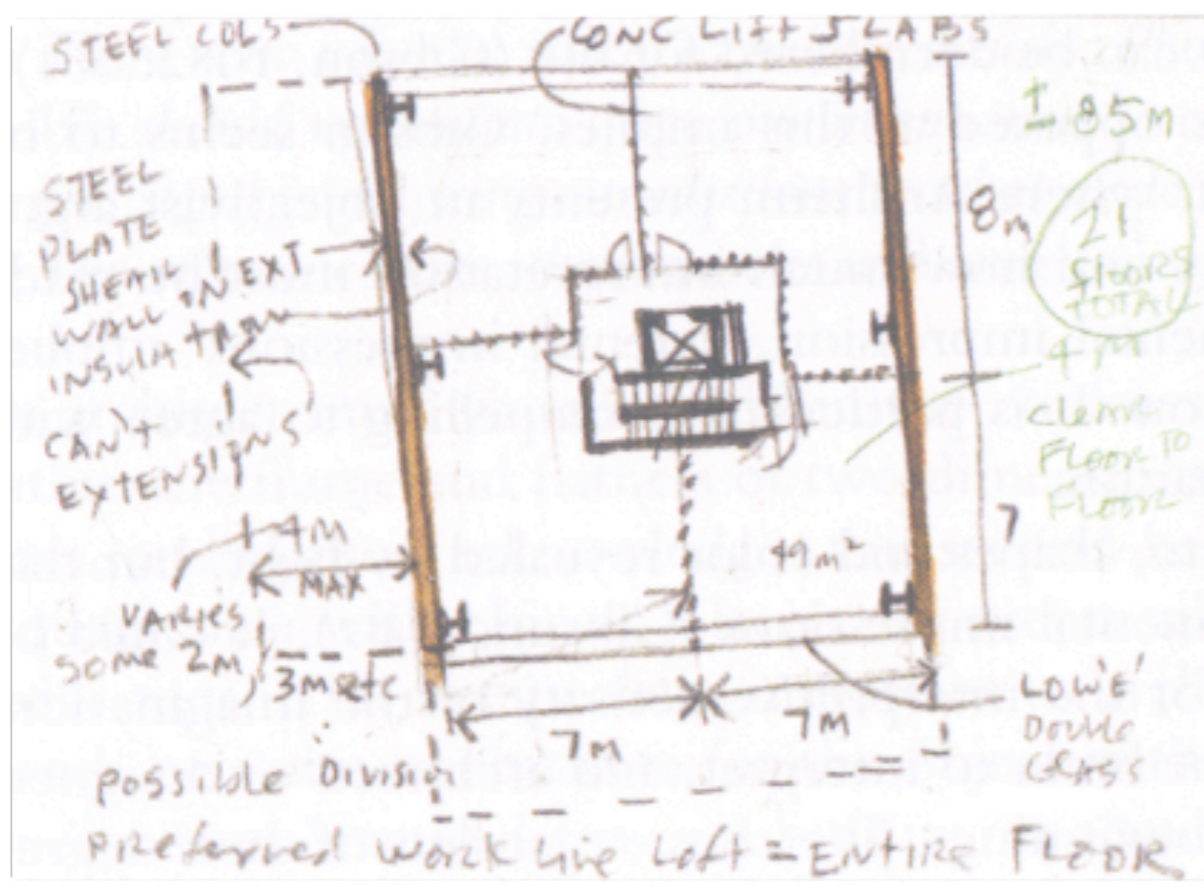 STEEL COLS
CONC LIFT SLABS
± 85M
8m
21
FLOORS
TOTAL
STEEL
PLATE
SHEAR
WALL IN EXT
INSUL
CAN'T
EXTENSIONS
4M
CLEAR
FLOOR TO
FLOOR
7
49m²
4M
MAX
VARIES
SOME 2M,
3M ETC
7M
7M
LOW 'E'
DOUBLE
GLASS
POSSIBLE DIVISION
PREFERRED WORK LIVE LOFT = ENTIRE FLOOR